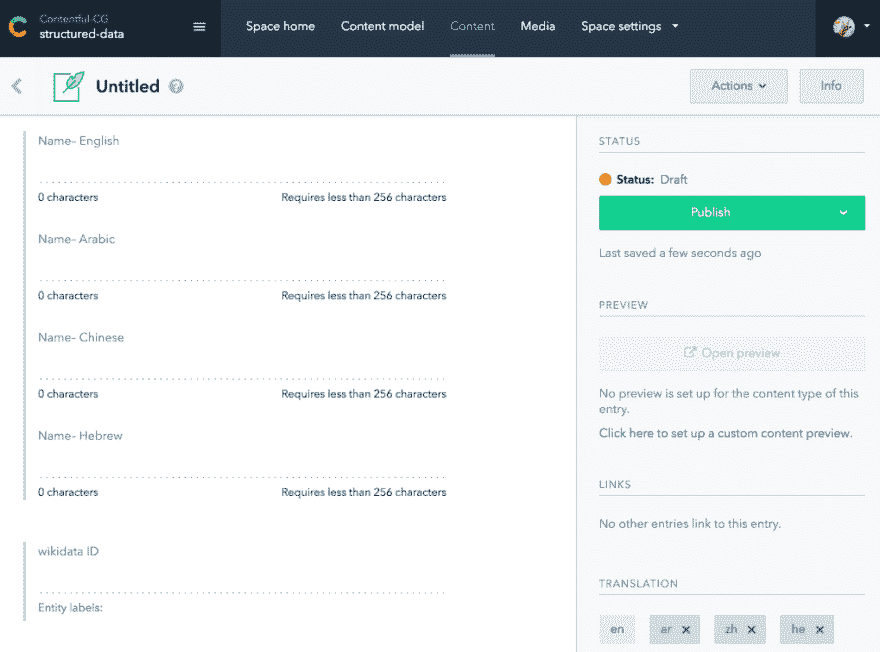 Contentful-CG
structured-data
Space home Content model Content Media Space settings
Untitled
?
Actions Info
Name- English
0 characters Requires less than 256 characters
Name- Arabic
0 characters Requires less than 256 characters
Name- Chinese
0 characters Requires less than 256 characters
Name- Hebrew
0 characters Requires less than 256 characters
wikidata ID
Entity labels:
STATUS
Status: Draft
Publish
Last saved a few seconds ago
PREVIEW
Open preview
No preview is set up for the content type of this
entry.
Click here to set up a custom content preview.
LINKS
No other entries link to this entry.
TRANSLATION
en ar zh he